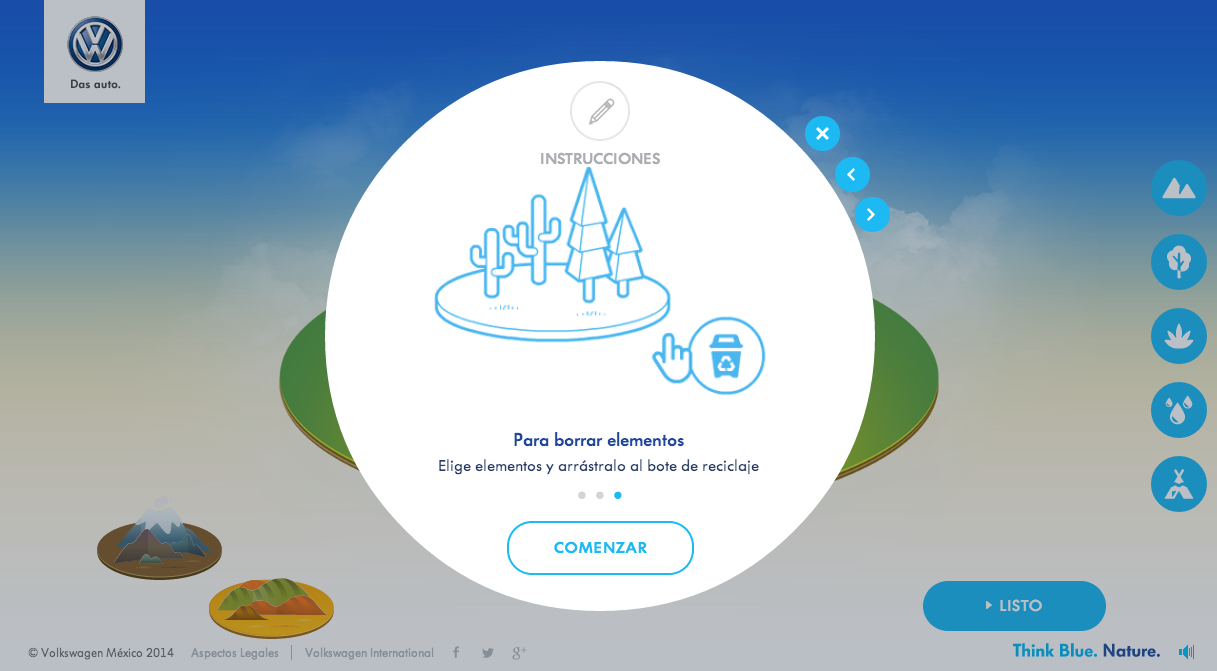 Das auto.
INSTRUCCIONES
Para borrar elementos
Elige elementos y arrástralo al bote de reciclaje
COMENZAR
LISTO
© Volkswagen México 2014 Aspectos Legales Volkswagen International
Think Blue. Nature.